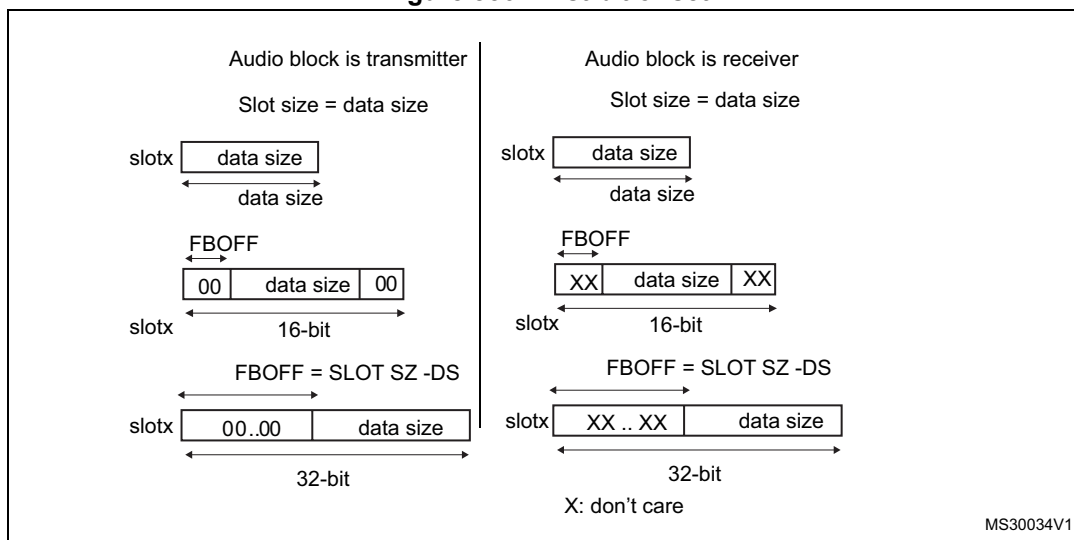 Audio block is transmitter
Slot size = data size
slotx data size
data size
FBOFF
00 data size 00
slotx 16-bit
FBOFF = SLOT SZ -DS
slotx 00..00 data size
32-bit
Audio block is receiver
Slot size = data size
slotx data size
data size
FBOFF
XX data size XX
slotx 16-bit
FBOFF = SLOT SZ -DS
slotx XX .. XX data size
32-bit
X: don't care
MS30034V1